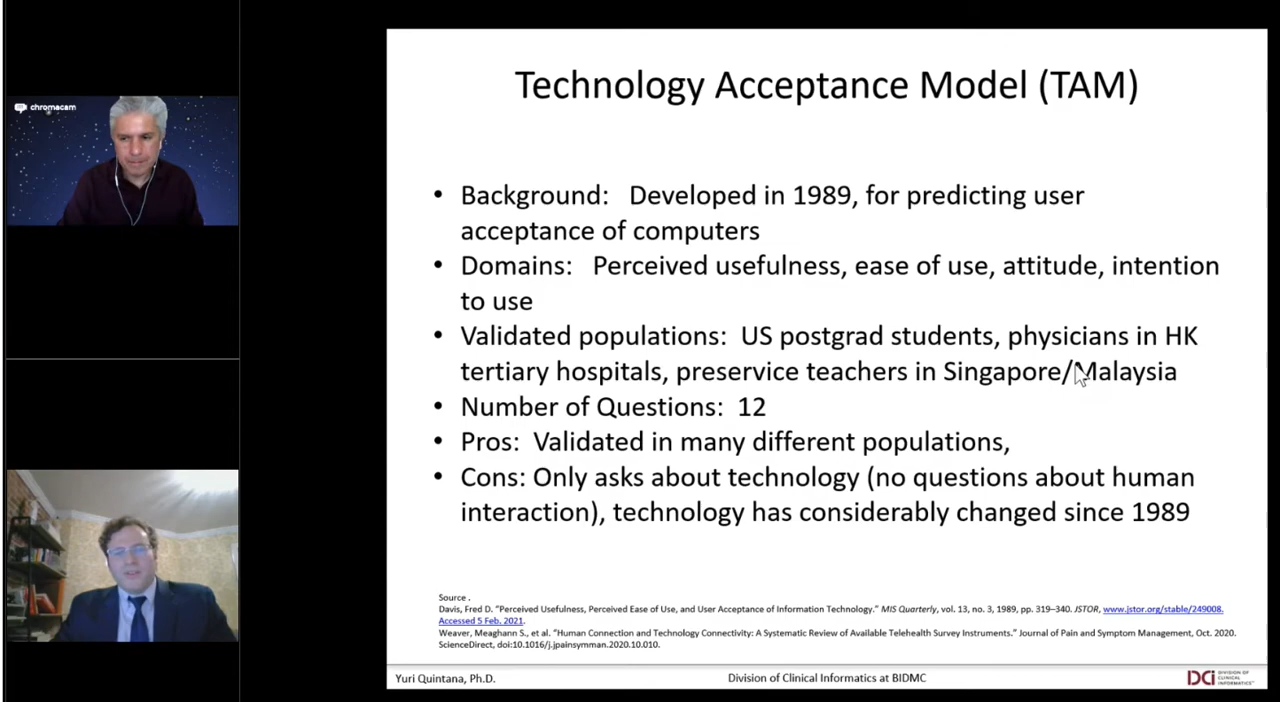 chromacam
Technology Acceptance Model (TAM)
• Background: Developed in 1989, for predicting user
acceptance of computers
• Domains: Perceived usefulness, ease of use, attitude, intention
to use
• Validated populations: US postgrad students, physicians in HK
tertiary hospitals, preservice teachers in Singapore/Malaysia
• Number of Questions: 12
• Pros: Validated in many different populations,
• Cons: Only asks about technology (no questions about human
interaction), technology has considerably changed since 1989
Source .
Davis, Fred D. “Perceived Usefulness, Perceived Ease of Use, and User Acceptance of Information Technology.” MIS Quarterly, vol. 13, no. 3, 1989, pp. 319–340. JSTOR, www.jstor.org/stable/249008.
Accessed 5 Feb. 2021.
Weaver, Meaghann S., et al. “Human Connection and Technology Connectivity: A Systematic Review of Available Telehealth Survey Instruments.” Journal of Pain and Symptom Management, Oct. 2020.
ScienceDirect, doi:10.1016/j.jpainsymman.2020.10.010.
Yuri Quintana, Ph.D.
Division of Clinical Informatics at BIDMC
DCi
DIVISION OF
CLINICAL
INFORMATICS